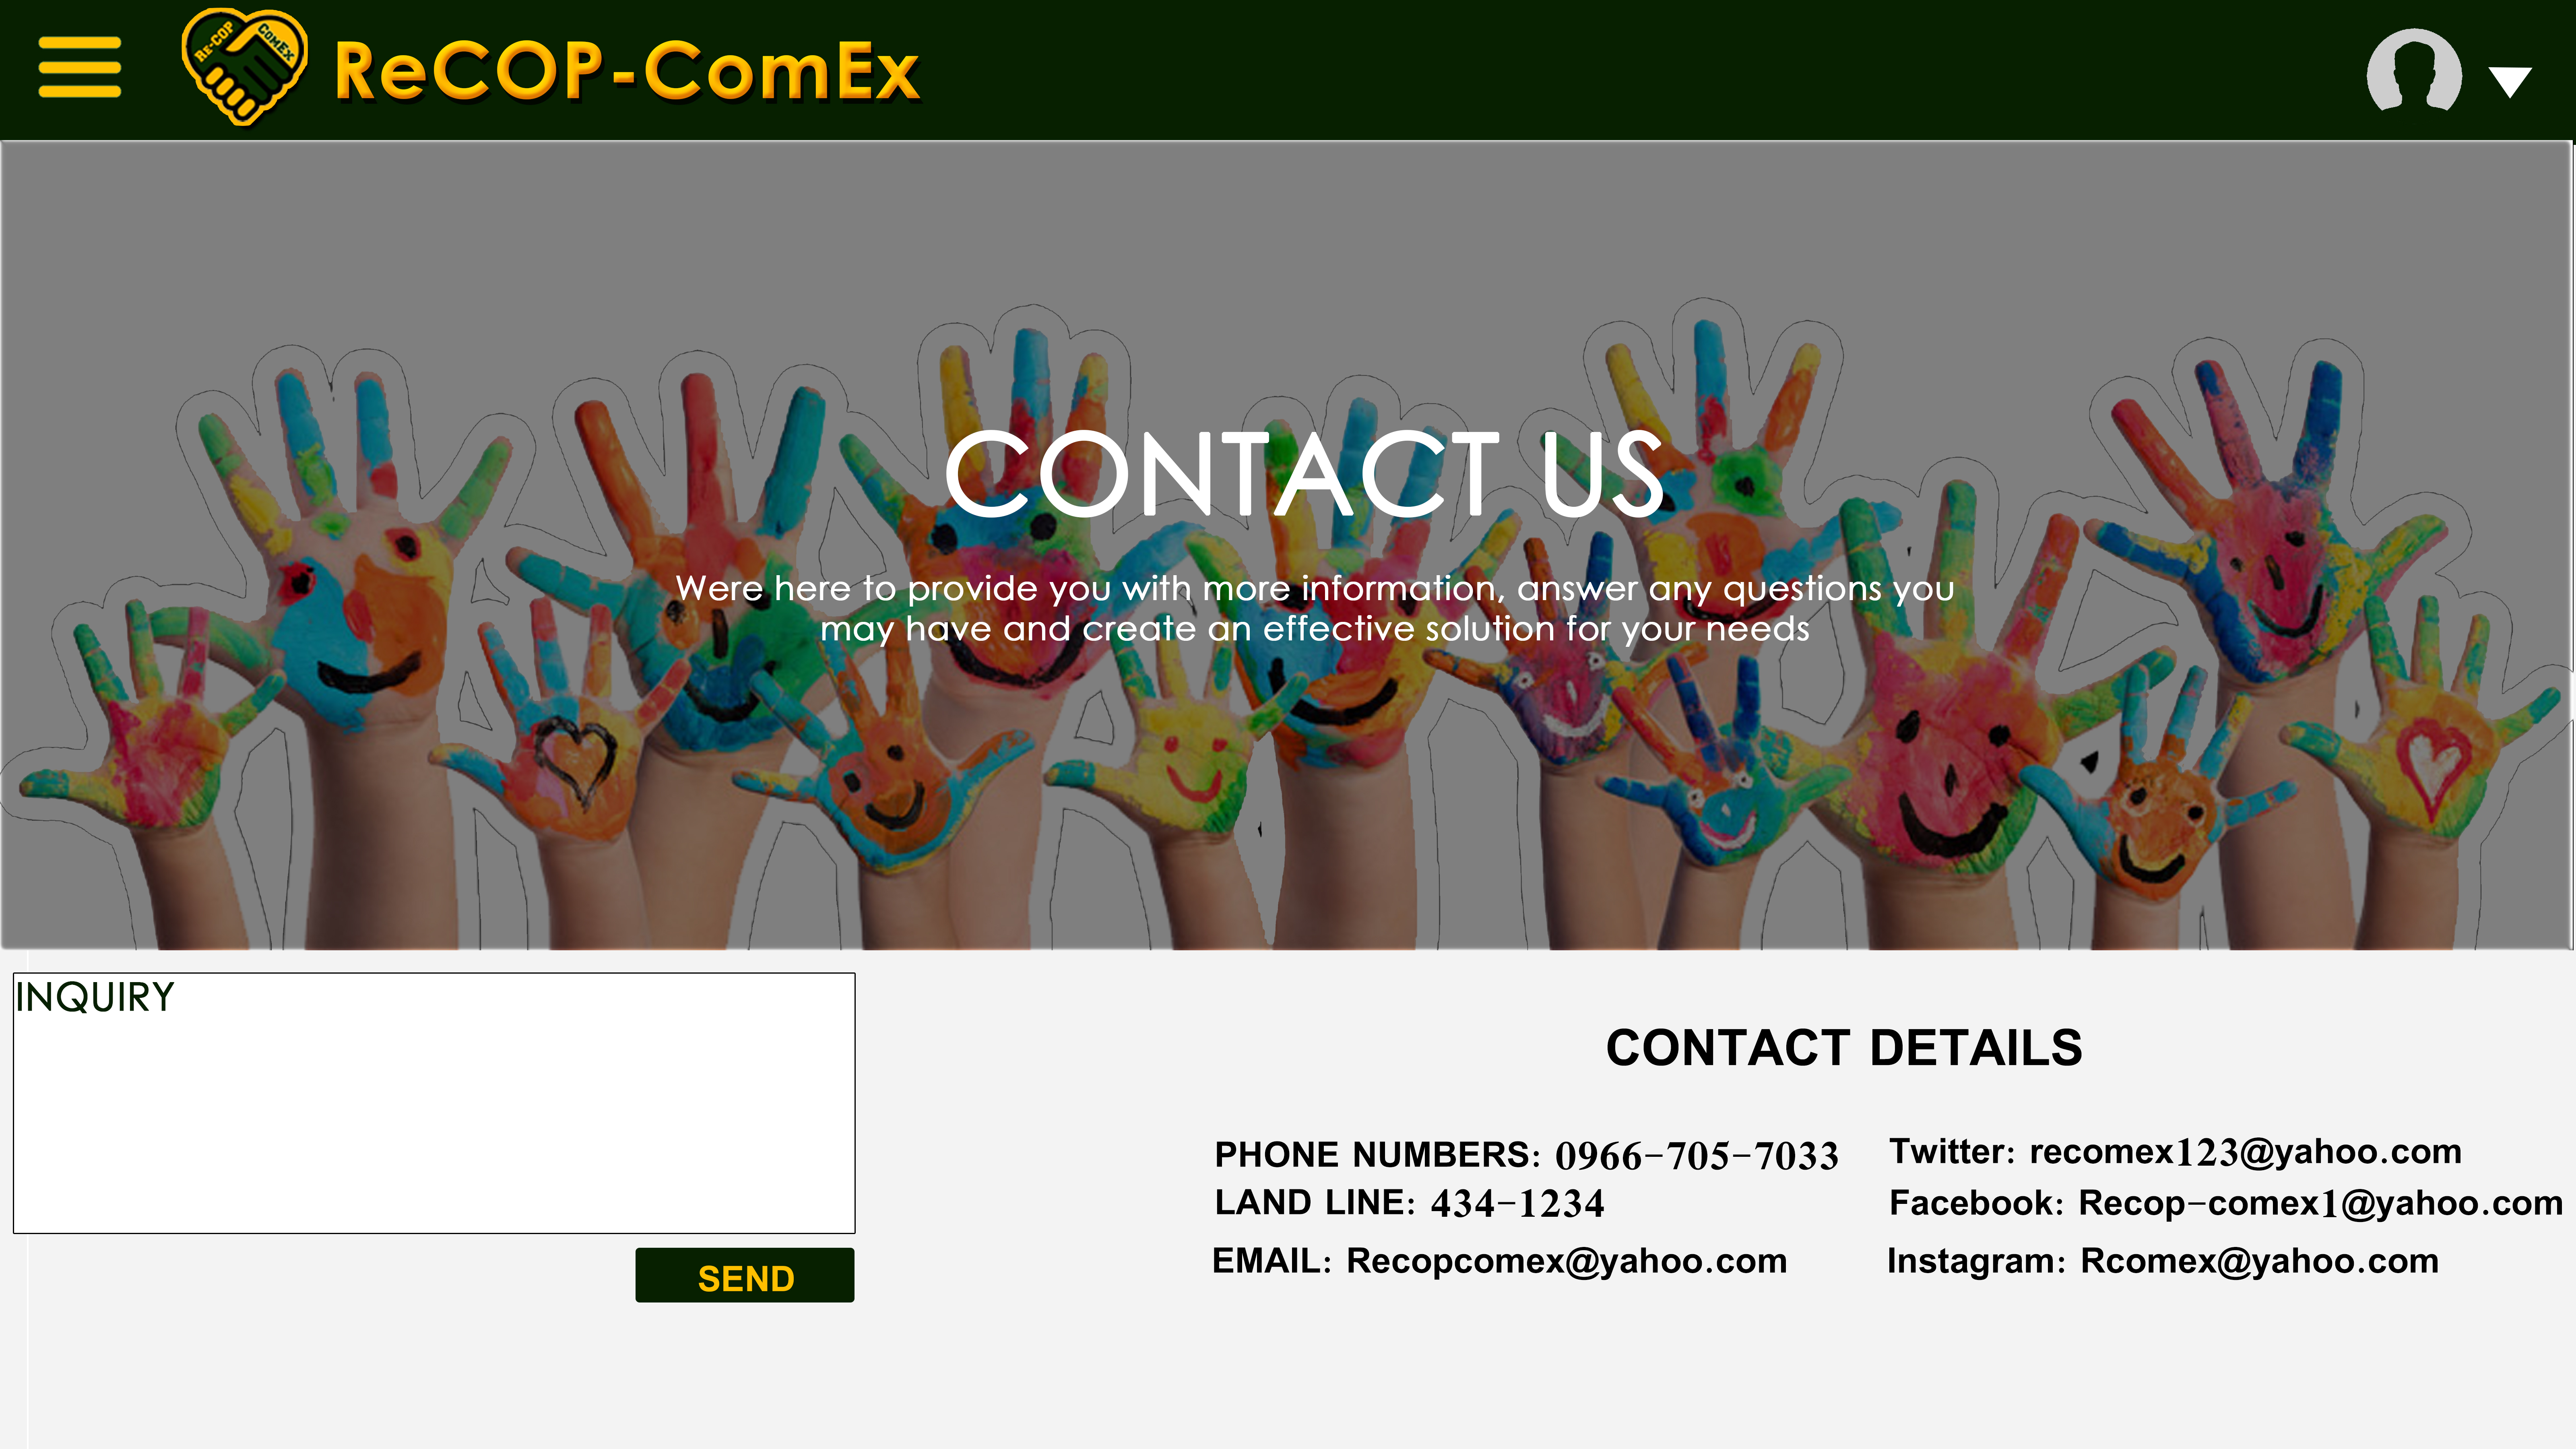 RE-COP
COMEX
ReCOP-ComEx
CONTACT US
Were here to provide you with more information, answer any questions you
may have and create an effective solution for your needs
INQUIRY
SEND
CONTACT DETAILS
PHONE NUMBERS: 0966-705-7033
LAND LINE: 434-1234
EMAIL: Recopcomex@yahoo.com
Twitter: recomex123@yahoo.com
Facebook: Recop-comex1@yahoo.com
Instagram: Rcomex@yahoo.com